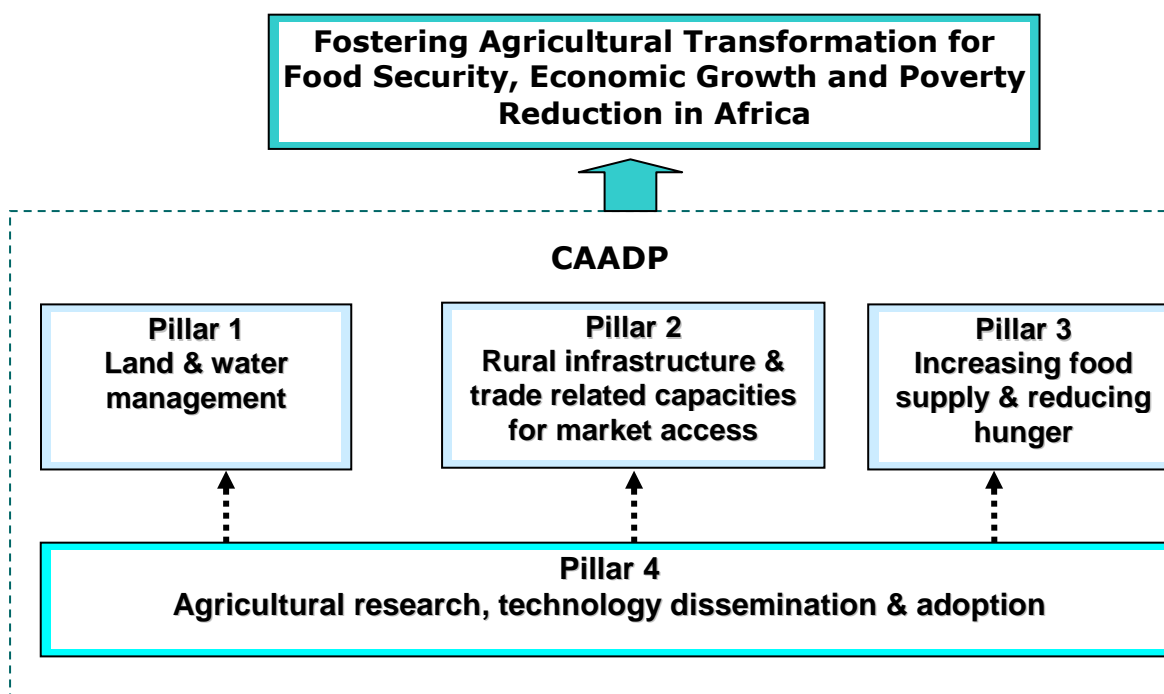 Fostering Agricultural Transformation for
Food Security, Economic Growth and Poverty
Reduction in Africa
CAADP
Pillar 1
Land & water
management
Pillar 2
Rural infrastructure &
trade related capacities
for market access
Pillar 3
Increasing food
supply & reducing
hunger
Pillar 4
Agricultural research, technology dissemination & adoption